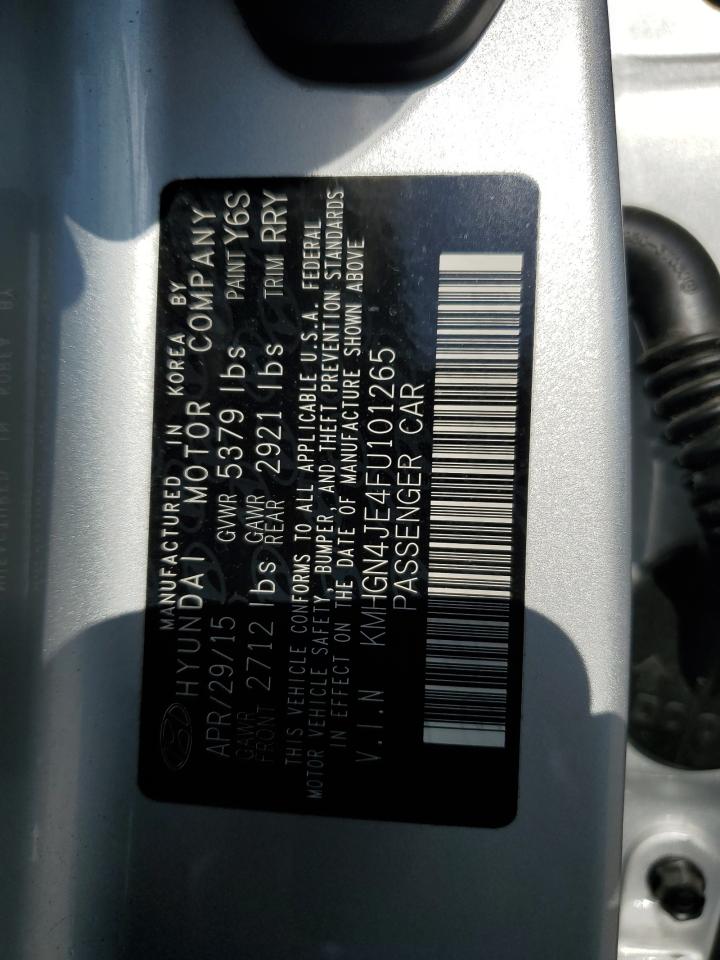 MANUFACTURED IN KOREA BY
HYUNDAI MOTOR COMPANY
APR/29/15 GVWR 5379 lbs PAINT Y6S
GAWR FRONT 2712 lbs GAWR REAR 2921 lbs TRIM RRY
THIS VEHICLE CONFORMS TO ALL APPLICABLE U.S.A. FEDERAL
MOTOR VEHICLE SAFETY, BUMPER, AND THEFT PREVENTION STANDARDS
IN EFFECT ON THE DATE OF MANUFACTURE SHOWN ABOVE
V.I.N KMHGN4JE4FU101265
PASSENGER CAR